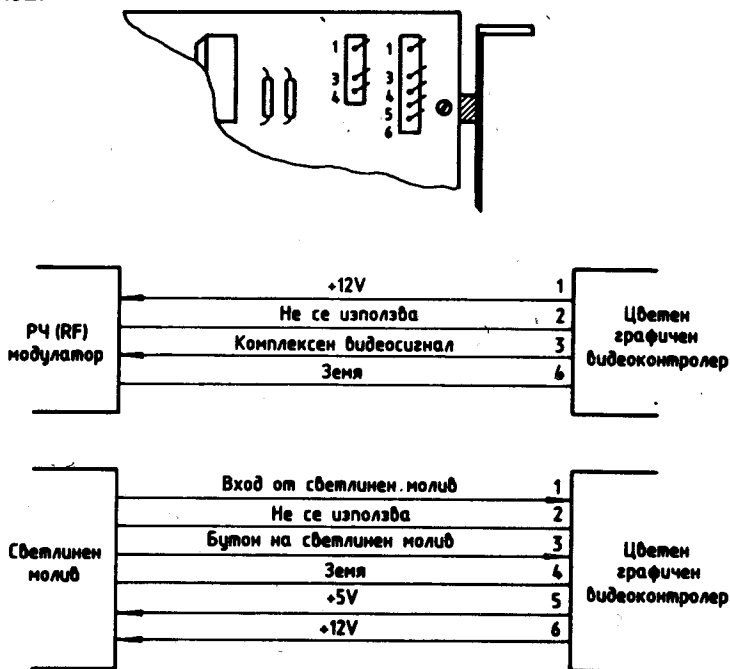 1 1
3 3
4 4
5
6
+12V 1
Не се използва 2
Комплексен видеосигнал 3
Земя 4
РЧ (RF)
модулатор
Цветен
графичен
видеоконтролер
Вход от светлинен молив 1
Не се използва 2
Бутон на светлинен молив 3
Земя 4
+5V 5
+12V 6
Светлинен
молив
Цветен
графичен
видеоконтролер